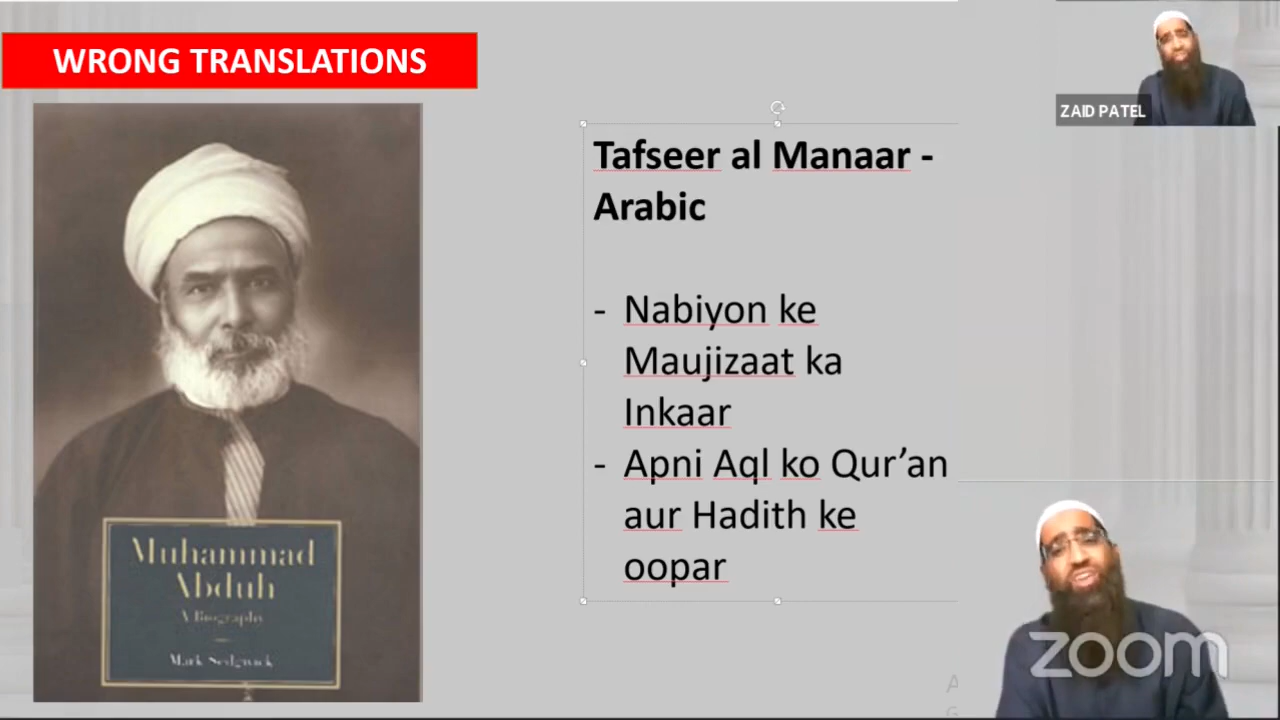 WRONG TRANSLATIONS
ZAID PATEL
Tafseer al Manaar -
Arabic
- Nabiyon ke
Maujizaat ka
Inkaar
- Apni Aql ko Qur’an
aur Hadith ke
oopar
Muhammad
Abduh
A Biography
Mark Sedgwick
zoom